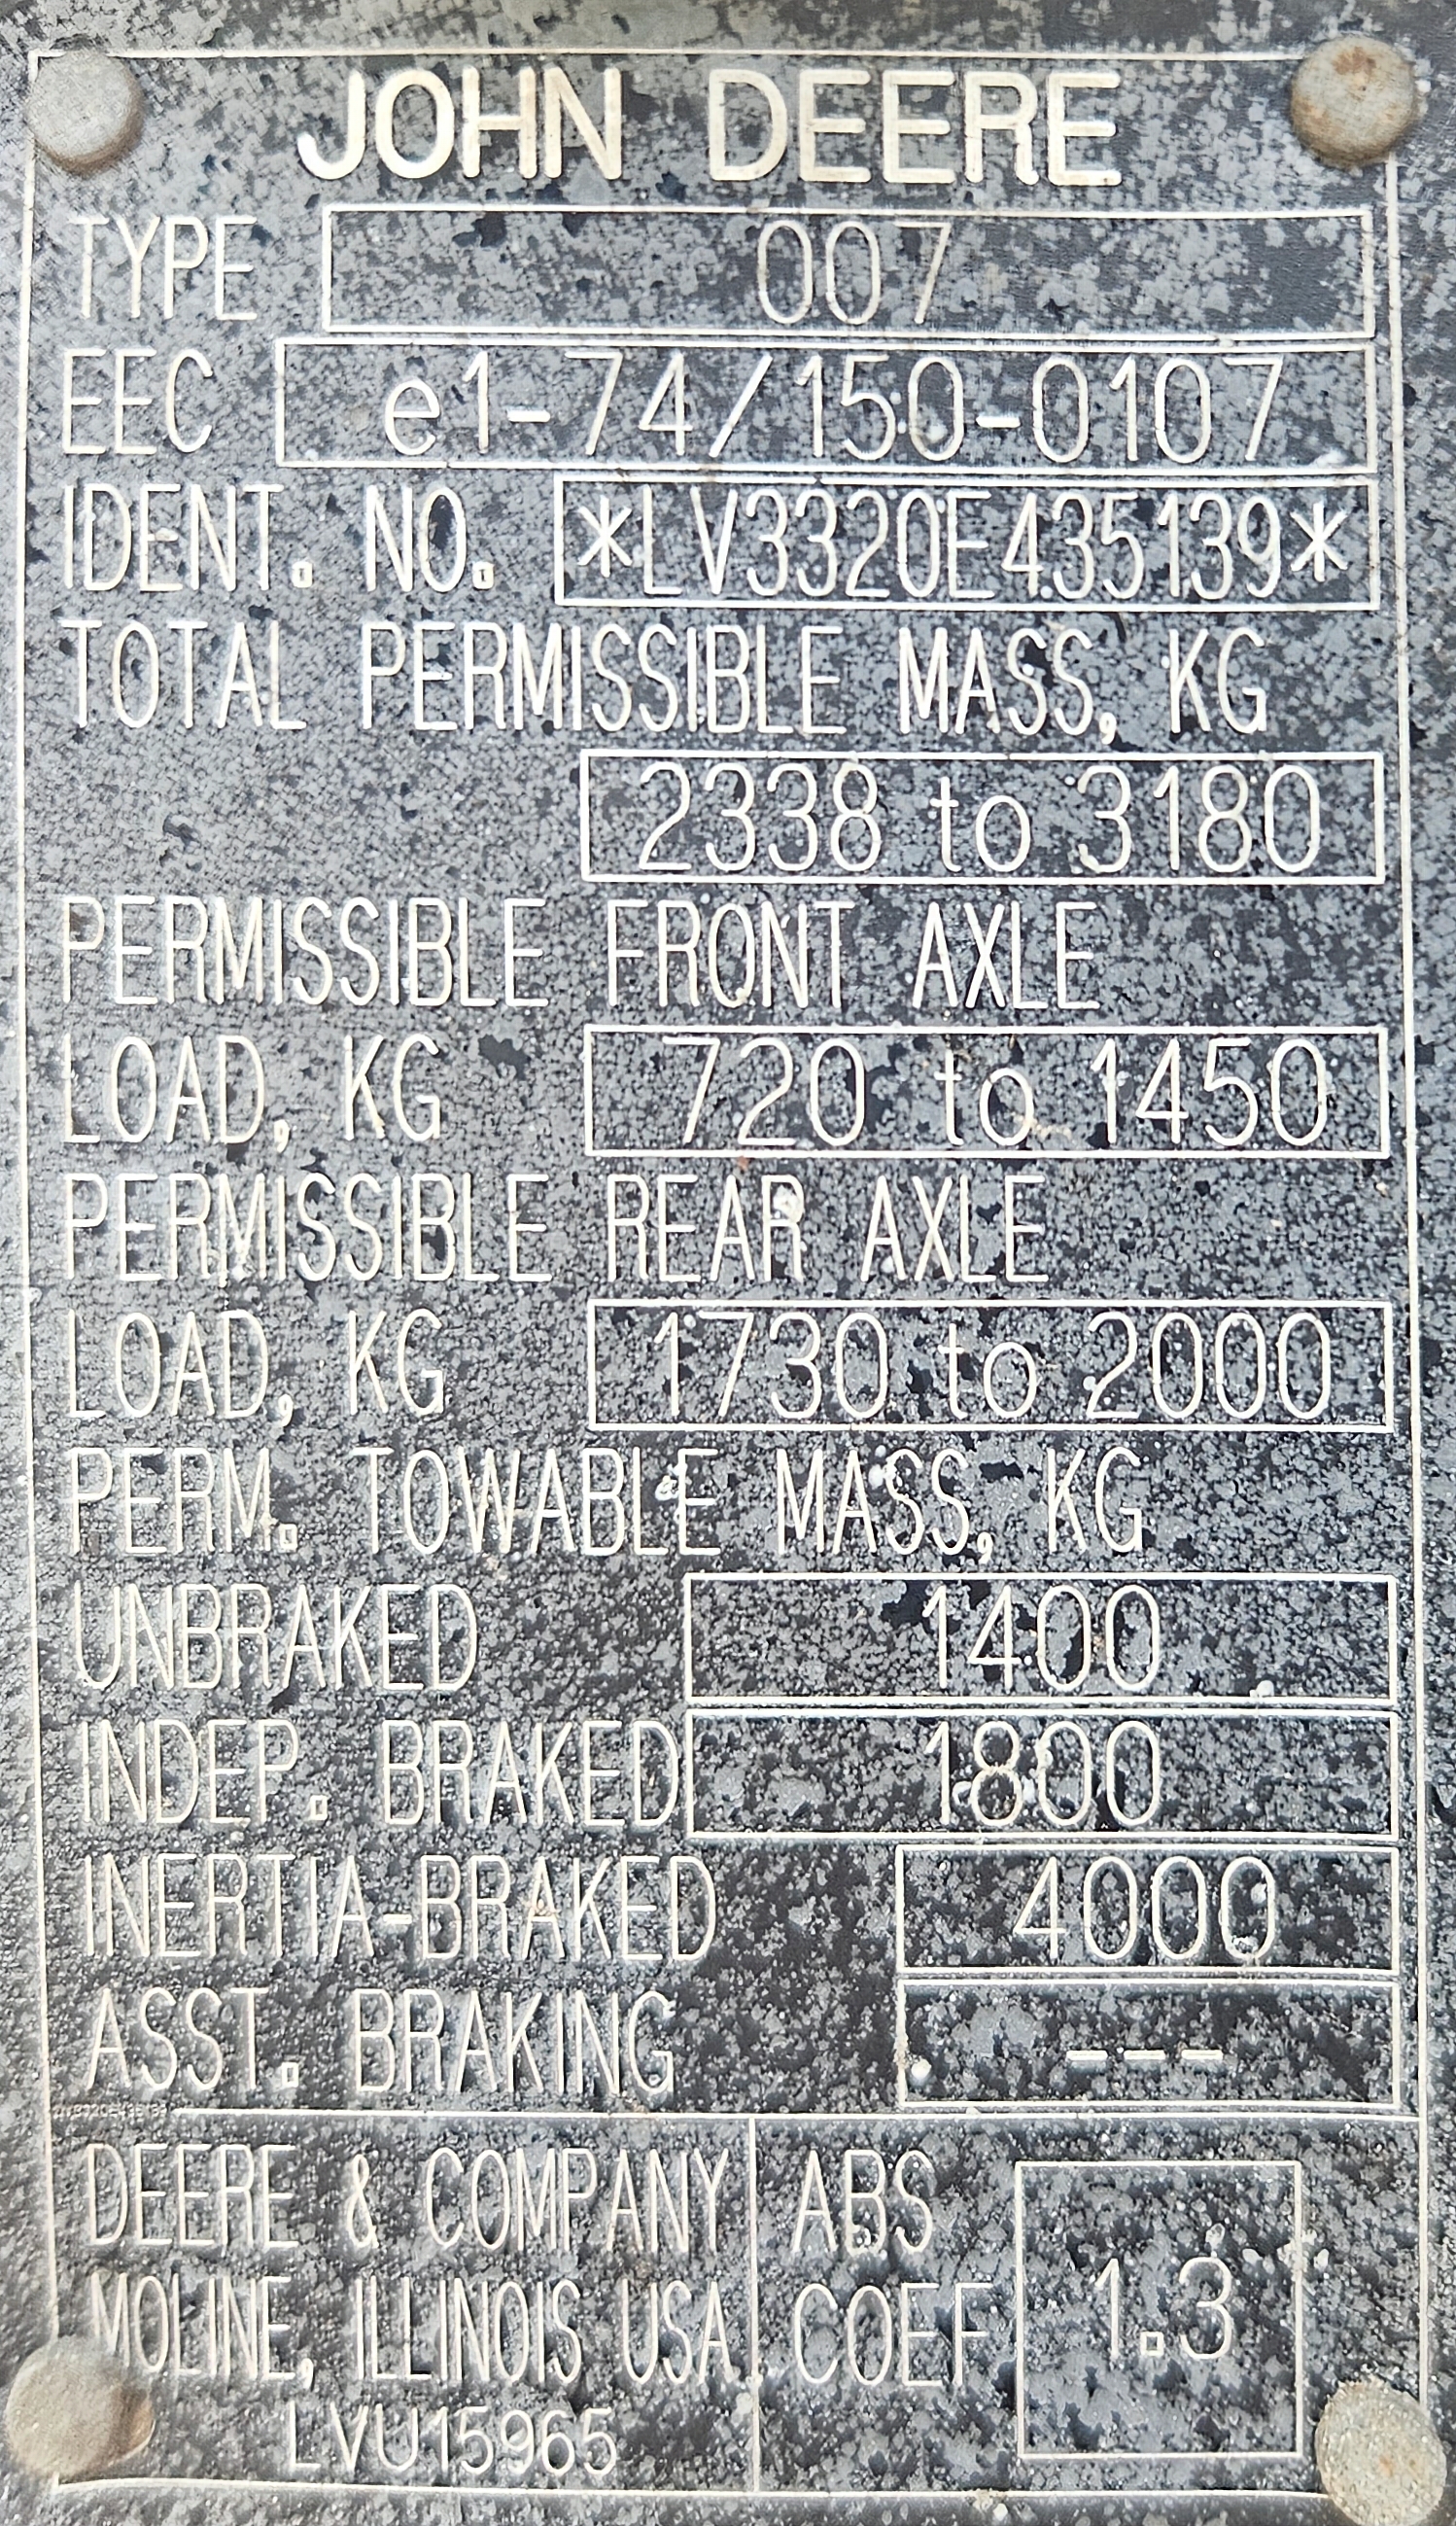 JOHN DEERE
TYPE 007
EEC e1-74/150-0107
IDENT. NO. *LV3320E435139*
TOTAL PERMISSIBLE MASS, KG
2338 to 3180
PERMISSIBLE FRONT AXLE
LOAD, KG 720 to 1450
PERMISSIBLE REAR AXLE
LOAD, KG 1730 to 2000
PERM. TOWABLE MASS, KG
UNBRAKED 1400
INDEP. BRAKED 1800
INERTIA-BRAKED 4000
ASST. BRAKING ---
DEERE & COMPANY
MOLINE, ILLINOIS USA
LVU15965
ABS
COEF
1.3